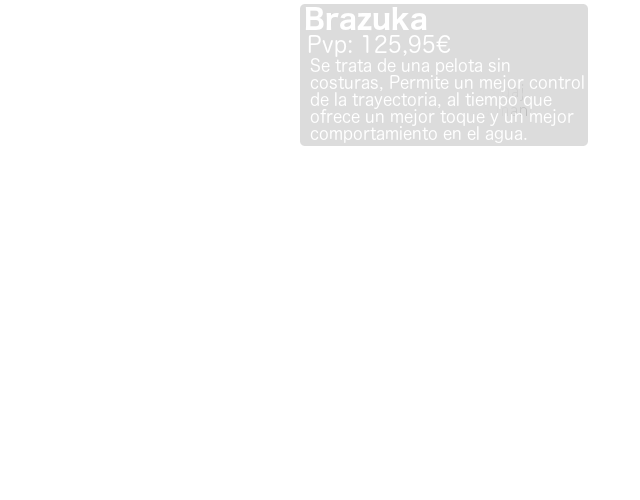 Brazuka
Pvp: 125,95€
Se trata de una pelota sin
costuras, Permite un mejor control
de la trayectoria, al tiempo que
ofrece un mejor toque y un mejor
comportamiento en el agua.